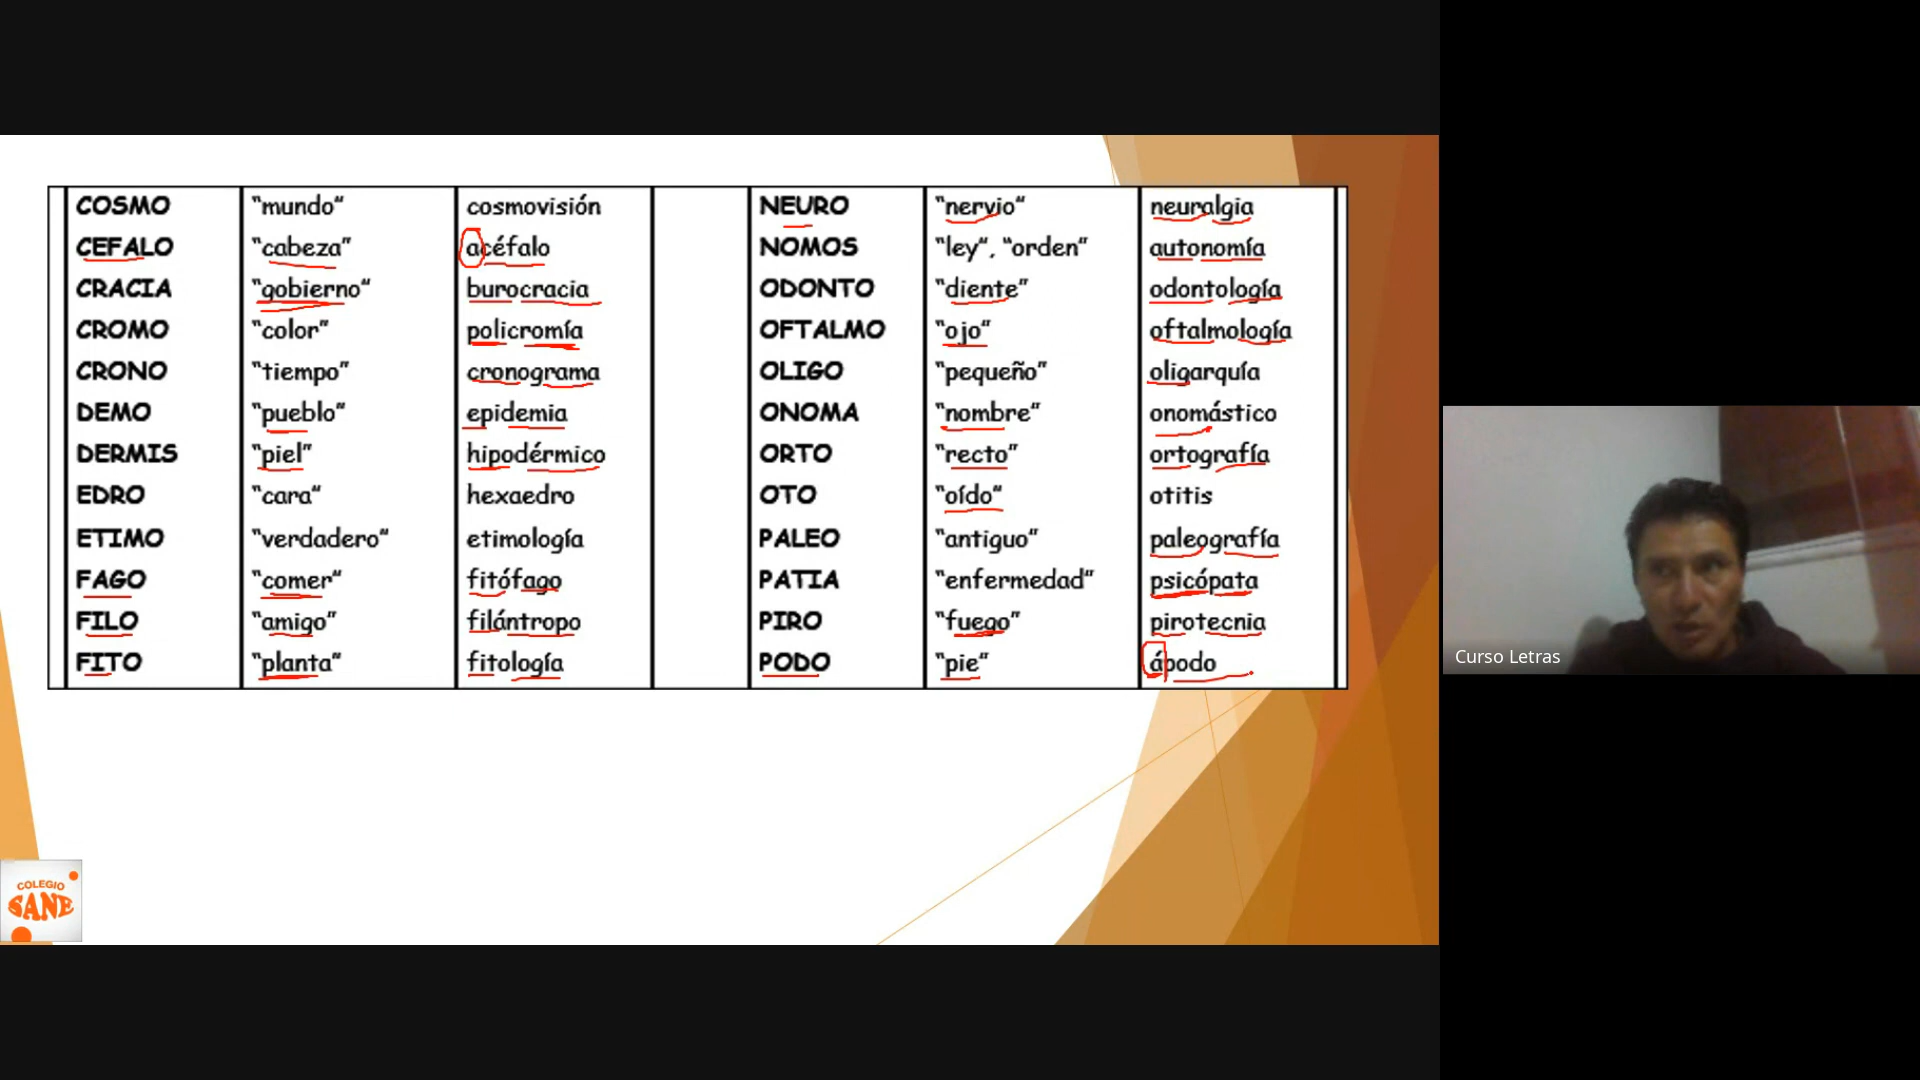 COSMO "mundo" cosmovisión NEURO "nervio" neuralgia
CEFALO "cabeza" acéfalo NOMOS "ley", "orden" autonomía
CRACIA "gobierno" burocracia ODONTO "diente" odontología
CROMO "color" policromía OFTALMO "ojo" oftalmología
CRONO "tiempo" cronograma OLIGO "pequeño" oligarquía
DEMO "pueblo" epidemia ONOMA "nombre" onomástico
DERMIS "piel" hipodérmico ORTO "recto" ortografía
EDRO "cara" hexaedro OTO "oído" otitis
ETIMO "verdadero" etimología PALEO "antiguo" paleografía
FAGO "comer" fitófago PATIA "enfermedad" psicópata
FILO "amigo" filántropo PIRO "fuego" pirotecnia
FITO "planta" fitología PODO "pie" ápodo
Curso Letras
COLEGIO
SANE